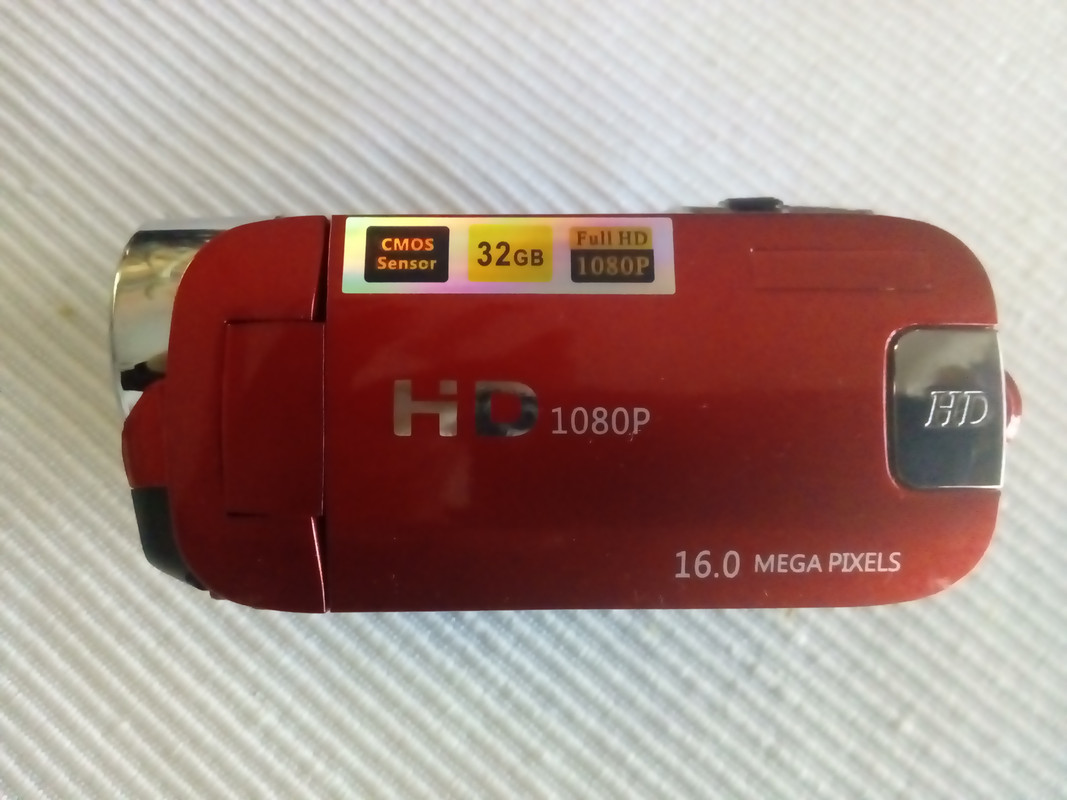 CMOS
Sensor
32GB
Full HD
1080P
HD 1080P
HD
16.0 MEGA PIXELS